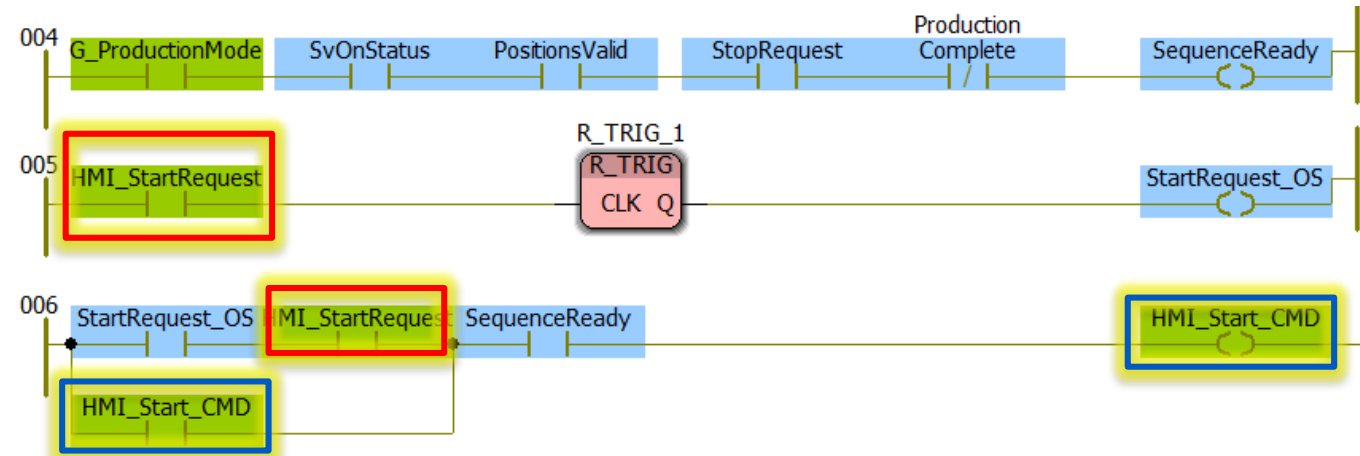 004
G_ProductionMode SvOnStatus PositionsValid StopRequest Production Complete SequenceReady
R_TRIG_1
005
HMI_StartRequest R_TRIG StartRequest_OS
CLK Q
006
StartRequest_OS HMI_StartRequest SequenceReady HMI_Start_CMD
HMI_Start_CMD